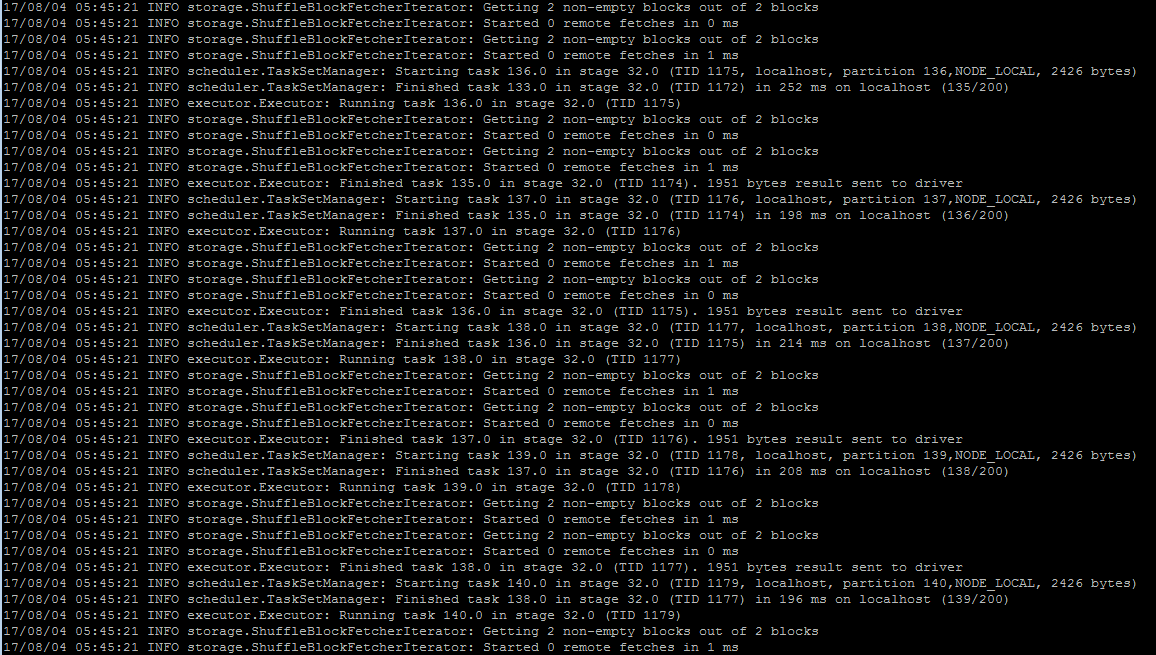 17/08/04 05:45:21 INFO storage.ShuffleBlockFetcherIterator: Getting 2 non-empty blocks out of 2 blocks
17/08/04 05:45:21 INFO storage.ShuffleBlockFetcherIterator: Started 0 remote fetches in 0 ms
17/08/04 05:45:21 INFO storage.ShuffleBlockFetcherIterator: Getting 2 non-empty blocks out of 2 blocks
17/08/04 05:45:21 INFO storage.ShuffleBlockFetcherIterator: Started 0 remote fetches in 1 ms
17/08/04 05:45:21 INFO scheduler.TaskSetManager: Starting task 136.0 in stage 32.0 (TID 1175, localhost, partition 136,NODE_LOCAL, 2426 bytes)
17/08/04 05:45:21 INFO scheduler.TaskSetManager: Finished task 133.0 in stage 32.0 (TID 1172) in 252 ms on localhost (135/200)
17/08/04 05:45:21 INFO executor.Executor: Running task 136.0 in stage 32.0 (TID 1175)
17/08/04 05:45:21 INFO storage.ShuffleBlockFetcherIterator: Getting 2 non-empty blocks out of 2 blocks
17/08/04 05:45:21 INFO storage.ShuffleBlockFetcherIterator: Started 0 remote fetches in 0 ms
17/08/04 05:45:21 INFO storage.ShuffleBlockFetcherIterator: Getting 2 non-empty blocks out of 2 blocks
17/08/04 05:45:21 INFO storage.ShuffleBlockFetcherIterator: Started 0 remote fetches in 1 ms
17/08/04 05:45:21 INFO executor.Executor: Finished task 135.0 in stage 32.0 (TID 1174). 1951 bytes result sent to driver
17/08/04 05:45:21 INFO scheduler.TaskSetManager: Starting task 137.0 in stage 32.0 (TID 1176, localhost, partition 137,NODE_LOCAL, 2426 bytes)
17/08/04 05:45:21 INFO scheduler.TaskSetManager: Finished task 135.0 in stage 32.0 (TID 1174) in 198 ms on localhost (136/200)
17/08/04 05:45:21 INFO executor.Executor: Running task 137.0 in stage 32.0 (TID 1176)
17/08/04 05:45:21 INFO storage.ShuffleBlockFetcherIterator: Getting 2 non-empty blocks out of 2 blocks
17/08/04 05:45:21 INFO storage.ShuffleBlockFetcherIterator: Started 0 remote fetches in 1 ms
17/08/04 05:45:21 INFO storage.ShuffleBlockFetcherIterator: Getting 2 non-empty blocks out of 2 blocks
17/08/04 05:45:21 INFO storage.ShuffleBlockFetcherIterator: Started 0 remote fetches in 0 ms
17/08/04 05:45:21 INFO executor.Executor: Finished task 136.0 in stage 32.0 (TID 1175). 1951 bytes result sent to driver
17/08/04 05:45:21 INFO scheduler.TaskSetManager: Starting task 138.0 in stage 32.0 (TID 1177, localhost, partition 138,NODE_LOCAL, 2426 bytes)
17/08/04 05:45:21 INFO scheduler.TaskSetManager: Finished task 136.0 in stage 32.0 (TID 1175) in 214 ms on localhost (137/200)
17/08/04 05:45:21 INFO executor.Executor: Running task 138.0 in stage 32.0 (TID 1177)
17/08/04 05:45:21 INFO storage.ShuffleBlockFetcherIterator: Getting 2 non-empty blocks out of 2 blocks
17/08/04 05:45:21 INFO storage.ShuffleBlockFetcherIterator: Started 0 remote fetches in 1 ms
17/08/04 05:45:21 INFO storage.ShuffleBlockFetcherIterator: Getting 2 non-empty blocks out of 2 blocks
17/08/04 05:45:21 INFO storage.ShuffleBlockFetcherIterator: Started 0 remote fetches in 0 ms
17/08/04 05:45:21 INFO executor.Executor: Finished task 137.0 in stage 32.0 (TID 1176). 1951 bytes result sent to driver
17/08/04 05:45:21 INFO scheduler.TaskSetManager: Starting task 139.0 in stage 32.0 (TID 1178, localhost, partition 139,NODE_LOCAL, 2426 bytes)
17/08/04 05:45:21 INFO scheduler.TaskSetManager: Finished task 137.0 in stage 32.0 (TID 1176) in 208 ms on localhost (138/200)
17/08/04 05:45:21 INFO executor.Executor: Running task 139.0 in stage 32.0 (TID 1178)
17/08/04 05:45:21 INFO storage.ShuffleBlockFetcherIterator: Getting 2 non-empty blocks out of 2 blocks
17/08/04 05:45:21 INFO storage.ShuffleBlockFetcherIterator: Started 0 remote fetches in 1 ms
17/08/04 05:45:21 INFO storage.ShuffleBlockFetcherIterator: Getting 2 non-empty blocks out of 2 blocks
17/08/04 05:45:21 INFO storage.ShuffleBlockFetcherIterator: Started 0 remote fetches in 0 ms
17/08/04 05:45:21 INFO executor.Executor: Finished task 138.0 in stage 32.0 (TID 1177). 1951 bytes result sent to driver
17/08/04 05:45:21 INFO scheduler.TaskSetManager: Starting task 140.0 in stage 32.0 (TID 1179, localhost, partition 140,NODE_LOCAL, 2426 bytes)
17/08/04 05:45:21 INFO scheduler.TaskSetManager: Finished task 138.0 in stage 32.0 (TID 1177) in 196 ms on localhost (139/200)
17/08/04 05:45:21 INFO executor.Executor: Running task 140.0 in stage 32.0 (TID 1179)
17/08/04 05:45:21 INFO storage.ShuffleBlockFetcherIterator: Getting 2 non-empty blocks out of 2 blocks
17/08/04 05:45:21 INFO storage.ShuffleBlockFetcherIterator: Started 0 remote fetches in 1 ms